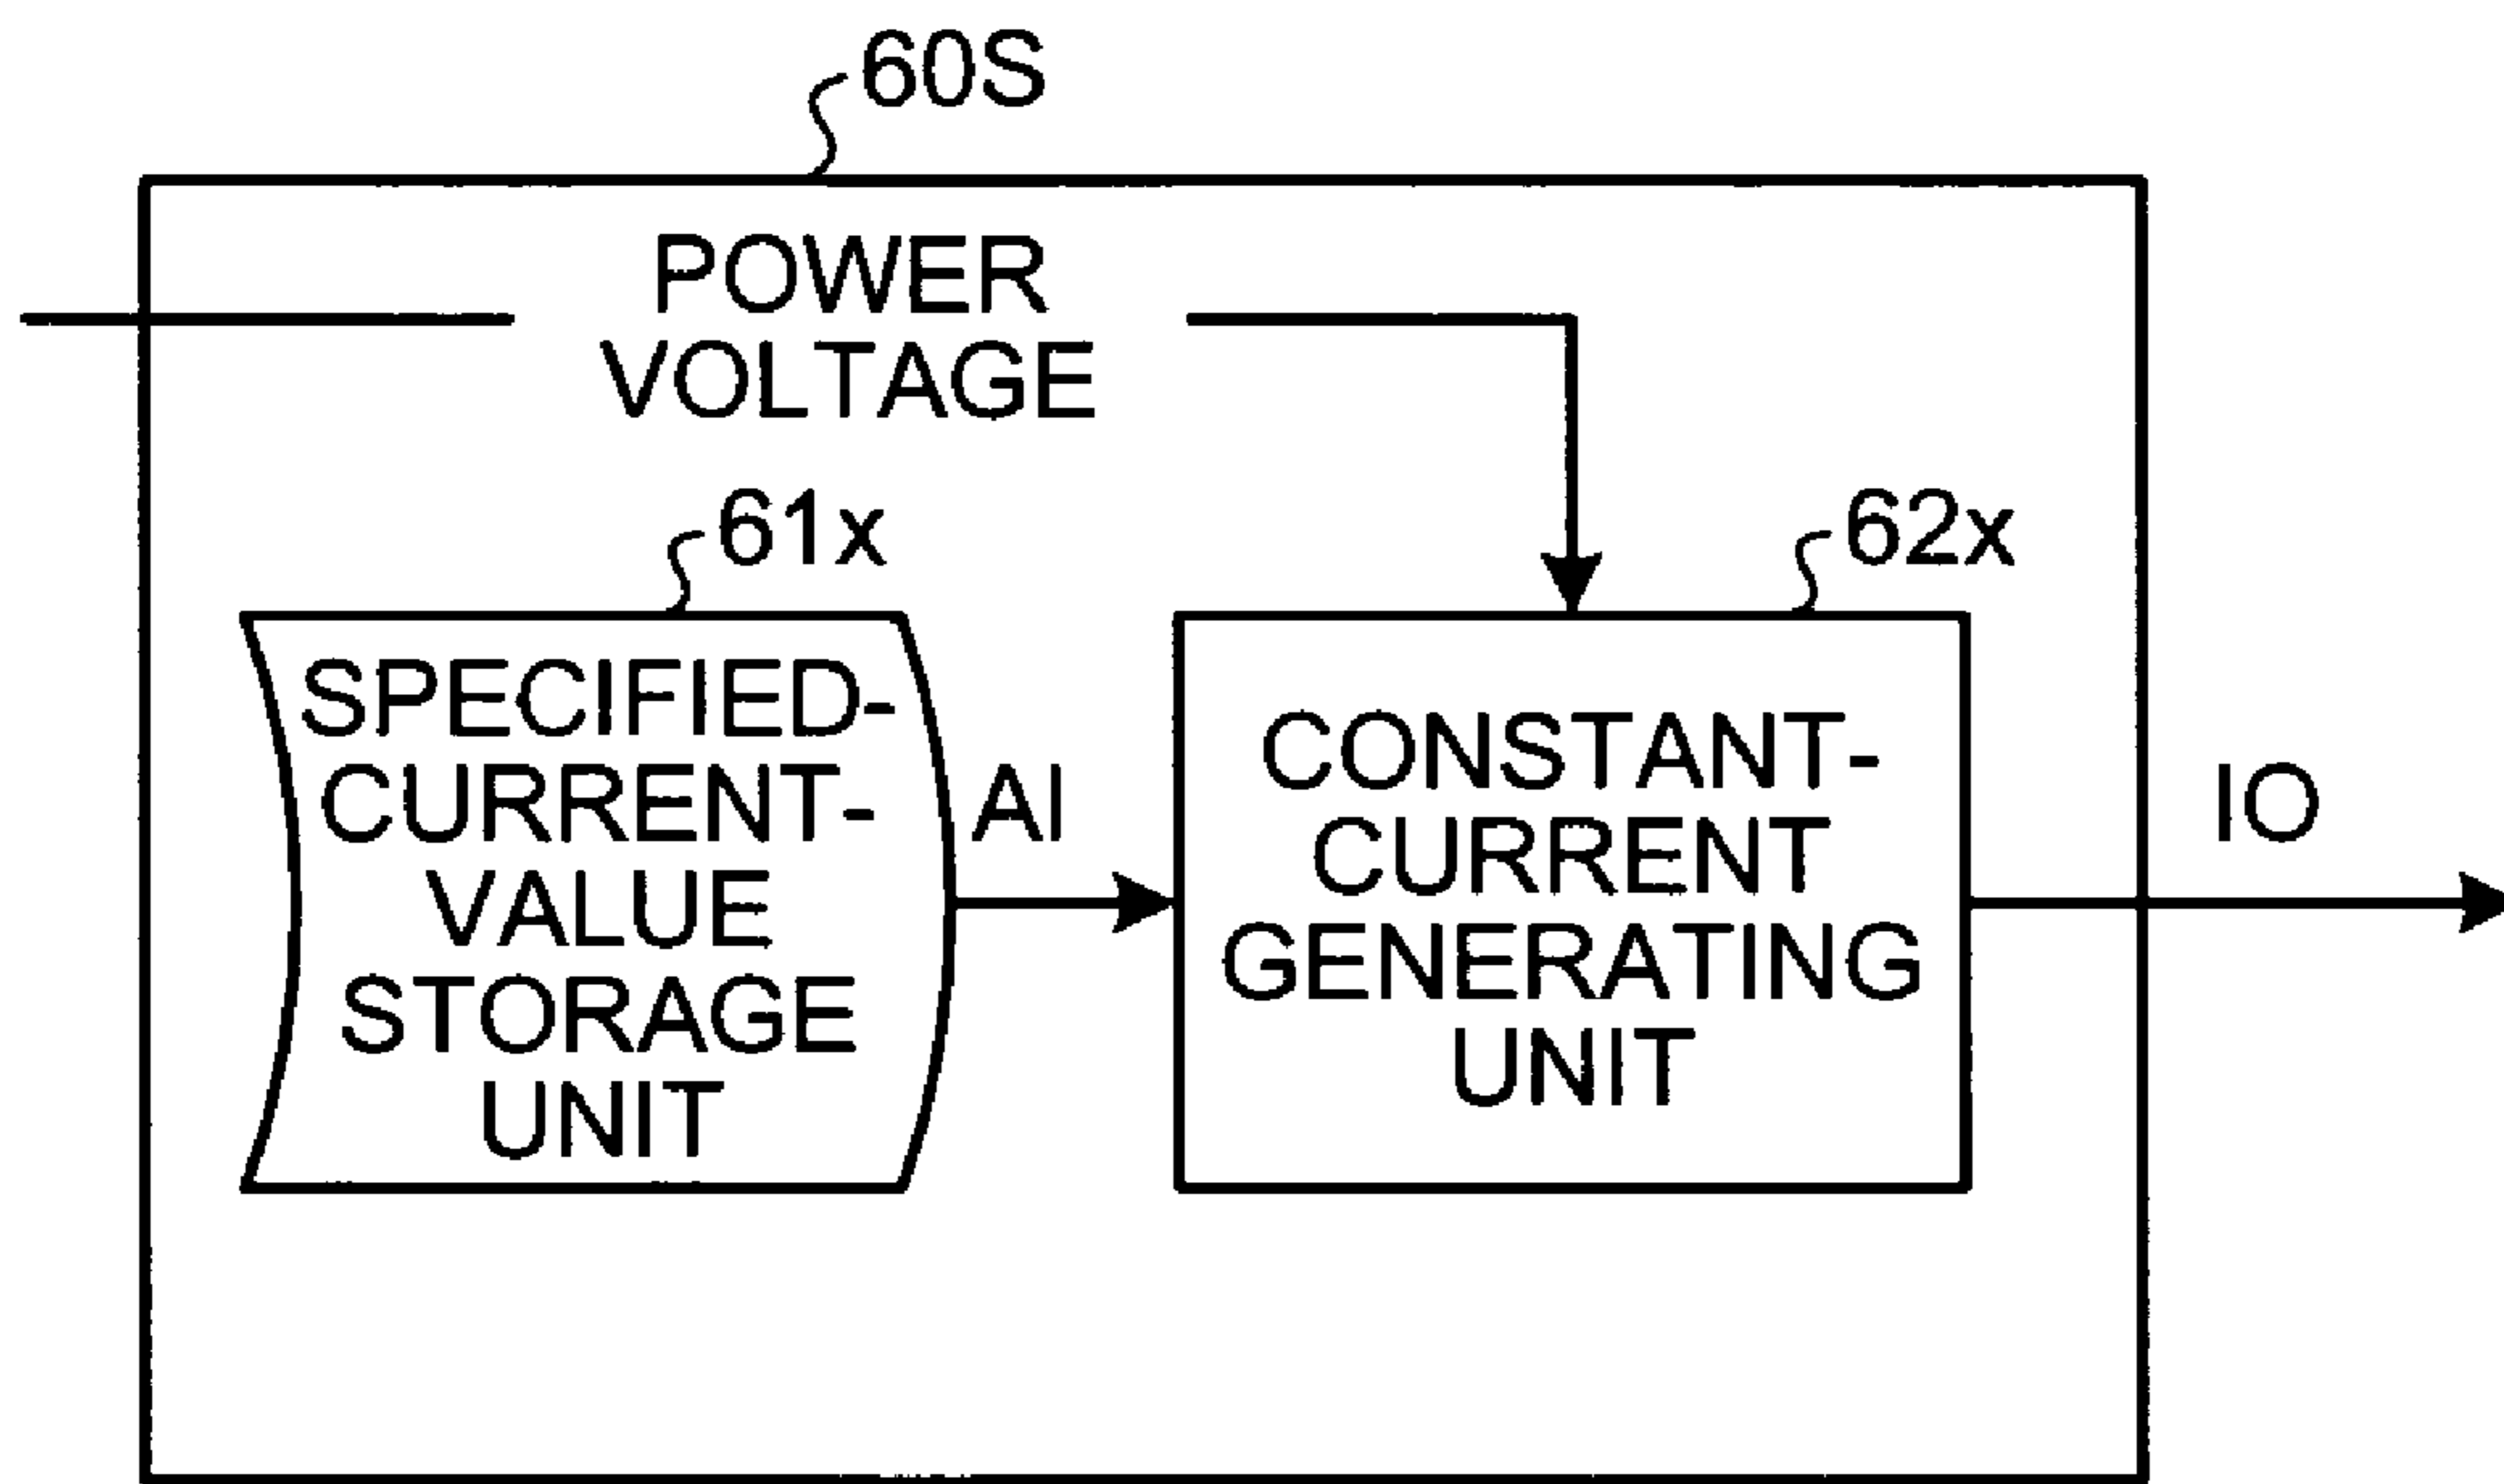 60S
POWER
VOLTAGE
61x
62x
SPECIFIED-
CURRENT-
VALUE
STORAGE
UNIT
AI
CONSTANT-
CURRENT
GENERATING
UNIT
IO